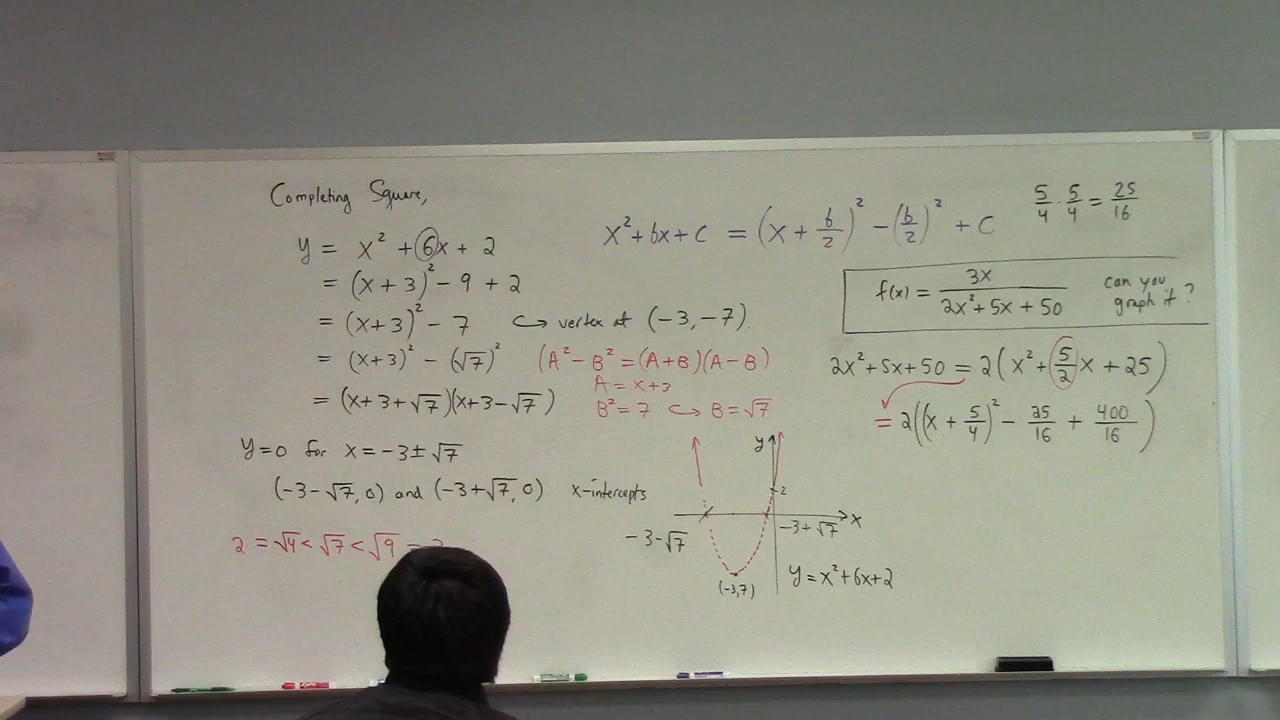 Completing Square,
y = x² + 6x + 2
= (x + 3)² - 9 + 2
= (x+3)² - 7 ↪ vertex at (-3, -7).
= (x+3)² - (√7)²
= (x+3+√7)(x+3-√7)
(A² - B² = (A+B)(A-B)
A = x+3
B² = 7 ↪ B = √7
y=0 for x = -3 ± √7
(-3-√7, 0) and (-3+√7, 0) x-intercepts
2 = √4 < √7 < √9 =
x² + bx + c = (x + b/2)² - (b/2)² + C
5/4 · 5/4 = 25/16
f(x) = 3x/(2x² + 5x + 50) can you
graph it?
2x² + 5x + 50 = 2(x² + 5/2 x + 25)
= 2((x + 5/4)² - 25/16 + 400/16)
y
2
x
-3-√7
-3+√7
(-3,7)
y = x² + 6x + 2